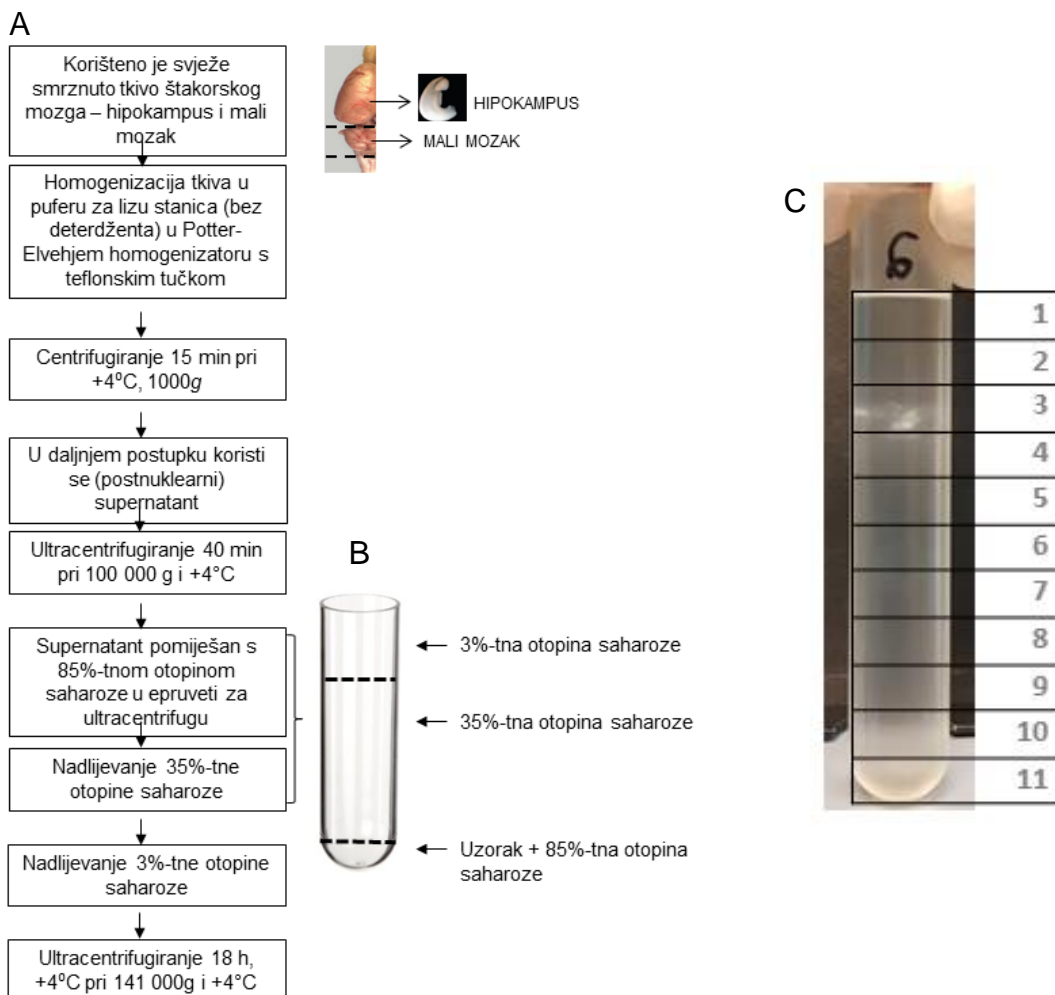 A
Korišteno je svježe
smrznuto tkivo štakorskog
mozga – hipokampus i mali
mozak
HIPOKAMPUS
MALI MOZAK
Homogenizacija tkiva u
puferu za lizu stanica (bez
deterdženta) u Potter-
Elvehjem homogenizatoru s
teflonskim tučkom
Centrifugiranje 15 min pri
+4⁰C, 1000g
U daljnjem postupku koristi
se (postnuklearni)
supernatant
Ultracentrifugiranje 40 min
pri 100 000 g i +4°C
Supernatant pomiješan s
85%-tnom otopinom
saharoze u epruveti za
ultracentrifugu
Nadlijevanje 35%-tne
otopine saharoze
Nadlijevanje 3%-tne otopine
saharoze
Ultracentrifugiranje 18 h,
+4⁰C pri 141 000g i +4°C
B
3%-tna otopina saharoze
35%-tna otopina saharoze
Uzorak + 85%-tna otopina
saharoze
C
1
2
3
4
5
6
7
8
9
10
11